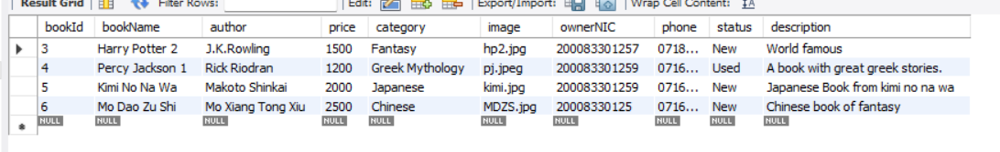 Result Grid Filter Rows: Edit: Export/Import: Wrap Cell Content: IA
bookId bookName author price category image ownerNIC phone status description
3 Harry Potter 2 J.K.Rowling 1500 Fantasy hp2.jpg 200083301257 0718... New World famous
4 Percy Jackson 1 Rick Riodran 1200 Greek Mythology pj.jpeg 200083301259 0716... Used A book with great greek stories.
5 Kimi No Na Wa Makoto Shinkai 2000 Japanese kimi.jpg 200083301259 0716... New Japanese Book from kimi no na wa
6 Mo Dao Zu Shi Mo Xiang Tong Xiu 2500 Chinese MDZS.jpg 20008330125 0716... New Chinese book of fantasy
NULL NULL NULL NULL NULL NULL NULL NULL NULL NULL